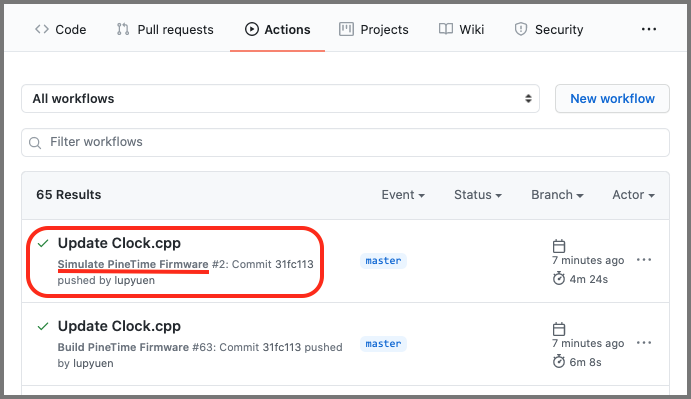 Code Pull requests Actions Projects Wiki Security
All workflows New workflow
Filter workflows
65 Results Event Status Branch Actor
Update Clock.cpp
Simulate PineTime Firmware #2: Commit 31fc113
pushed by lupyuen
master
7 minutes ago
4m 24s
Update Clock.cpp
Build PineTime Firmware #63: Commit 31fc113 pushed
by lupyuen
master
7 minutes ago
6m 8s